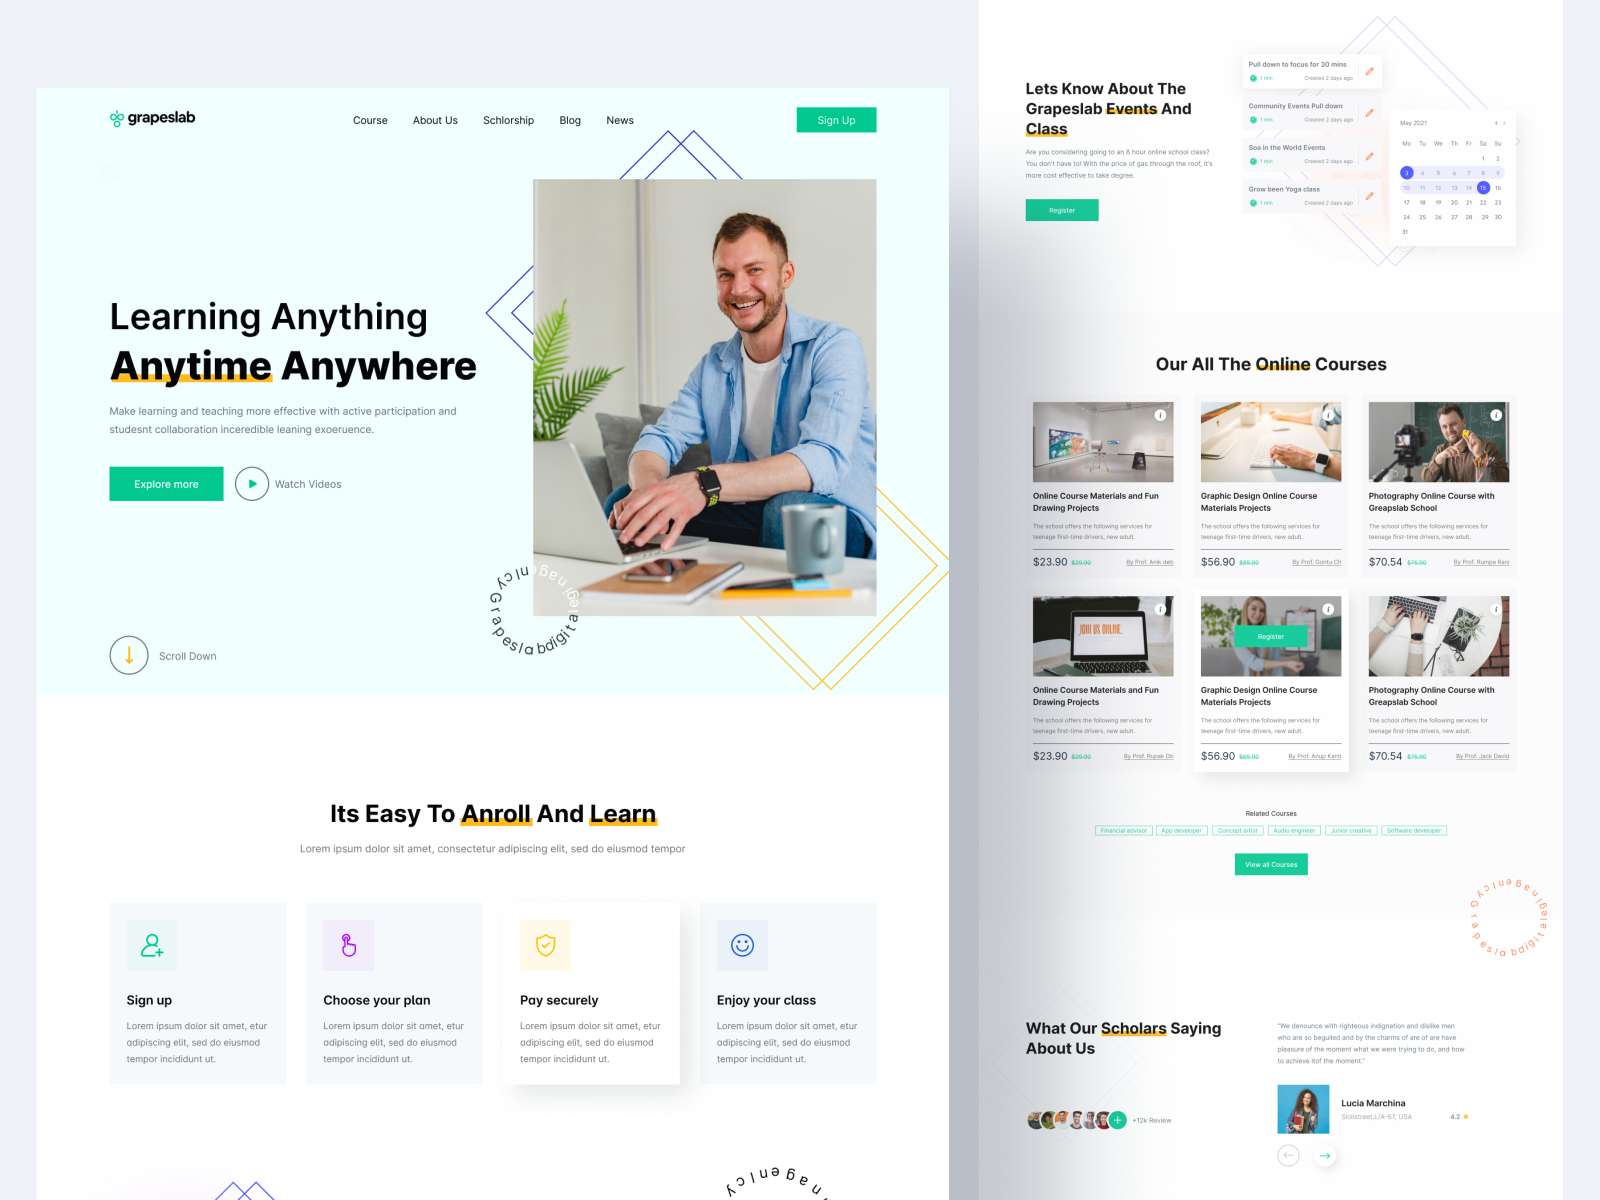 grapeslab
Course About Us Schlorship Blog News
Sign Up
Learning Anything
Anytime Anywhere
Make learning and teaching more effective with active participation and
studesnt collaboration inceredible leaning exoeruence.
Explore more
Watch Videos
Scroll Down
Its Easy To Anroll And Learn
Lorem ipsum dolor sit amet, consectetur adipiscing elit, sed do eiusmod tempor
Sign up
Lorem ipsum dolor sit amet, etur
adipiscing elit, sed do eiusmod
tempor incididunt ut.
Choose your plan
Lorem ipsum dolor sit amet, etur
adipiscing elit, sed do eiusmod
tempor incididunt ut.
Pay securely
Lorem ipsum dolor sit amet, etur
adipiscing elit, sed do eiusmod
tempor incididunt ut.
Enjoy your class
Lorem ipsum dolor sit amet, etur
adipiscing elit, sed do eiusmod
tempor incididunt ut.
Lets Know About The
Grapeslab Events And
Class
Are you considering going to an 8 hour online school class?
You don't have to! With the price of gas through the roof, it's
more cost effective to take degree.
Register
Pull down to focus for 30 mins
1 min Created 2 days ago
Community Events Pull down
1 min Created 2 days ago
Soa in the World Events
1 min Created 2 days ago
Grow been Yoga class
1 min Created 2 days ago
May 2021
Mo Tu We Th Fr Sa Su
1 2
3 4 5 6 7 8 9
10 11 12 13 14 15 16
17 18 19 20 21 22 23
24 25 26 27 28 29 30
31
Our All The Online Courses
Online Course Materials and Fun
Drawing Projects
The school offers the following services for
teenage first-time drivers, new adult.
$23.90 $29.90 By Prof. Anik deb
Graphic Design Online Course
Materials Projects
The school offers the following services for
teenage first-time drivers, new adult.
$56.90 $65.90 By Prof. Gontu Ch
Photography Online Course with
Greapslab School
The school offers the following services for
teenage first-time drivers, new adult.
$70.54 $75.90 By Prof. Rumpa Rani
JOIN US ONLINE.
Online Course Materials and Fun
Drawing Projects
The school offers the following services for
teenage first-time drivers, new adult.
$23.90 $29.90 By Prof. Rupak Db
Register
Graphic Design Online Course
Materials Projects
The school offers the following services for
teenage first-time drivers, new adult.
$56.90 $65.90 By Prof. Anup Kanti
Photography Online Course with
Greapslab School
The school offers the following services for
teenage first-time drivers, new adult.
$70.54 $75.90 By Prof. Jack David
Related Courses
Financial advisor App developer Concept artist Audio engineer Junior creative Software developer
View all Courses
What Our Scholars Saying
About Us
+12k Review
"We denounce with righteous indignation and dislike men
who are so beguiled and by the charms of are of are have
pleasure of the moment what we were trying to do, and how
to achieve itof the moment."
Lucia Marchina
Slolistreet,L/A-67, USA
4.2